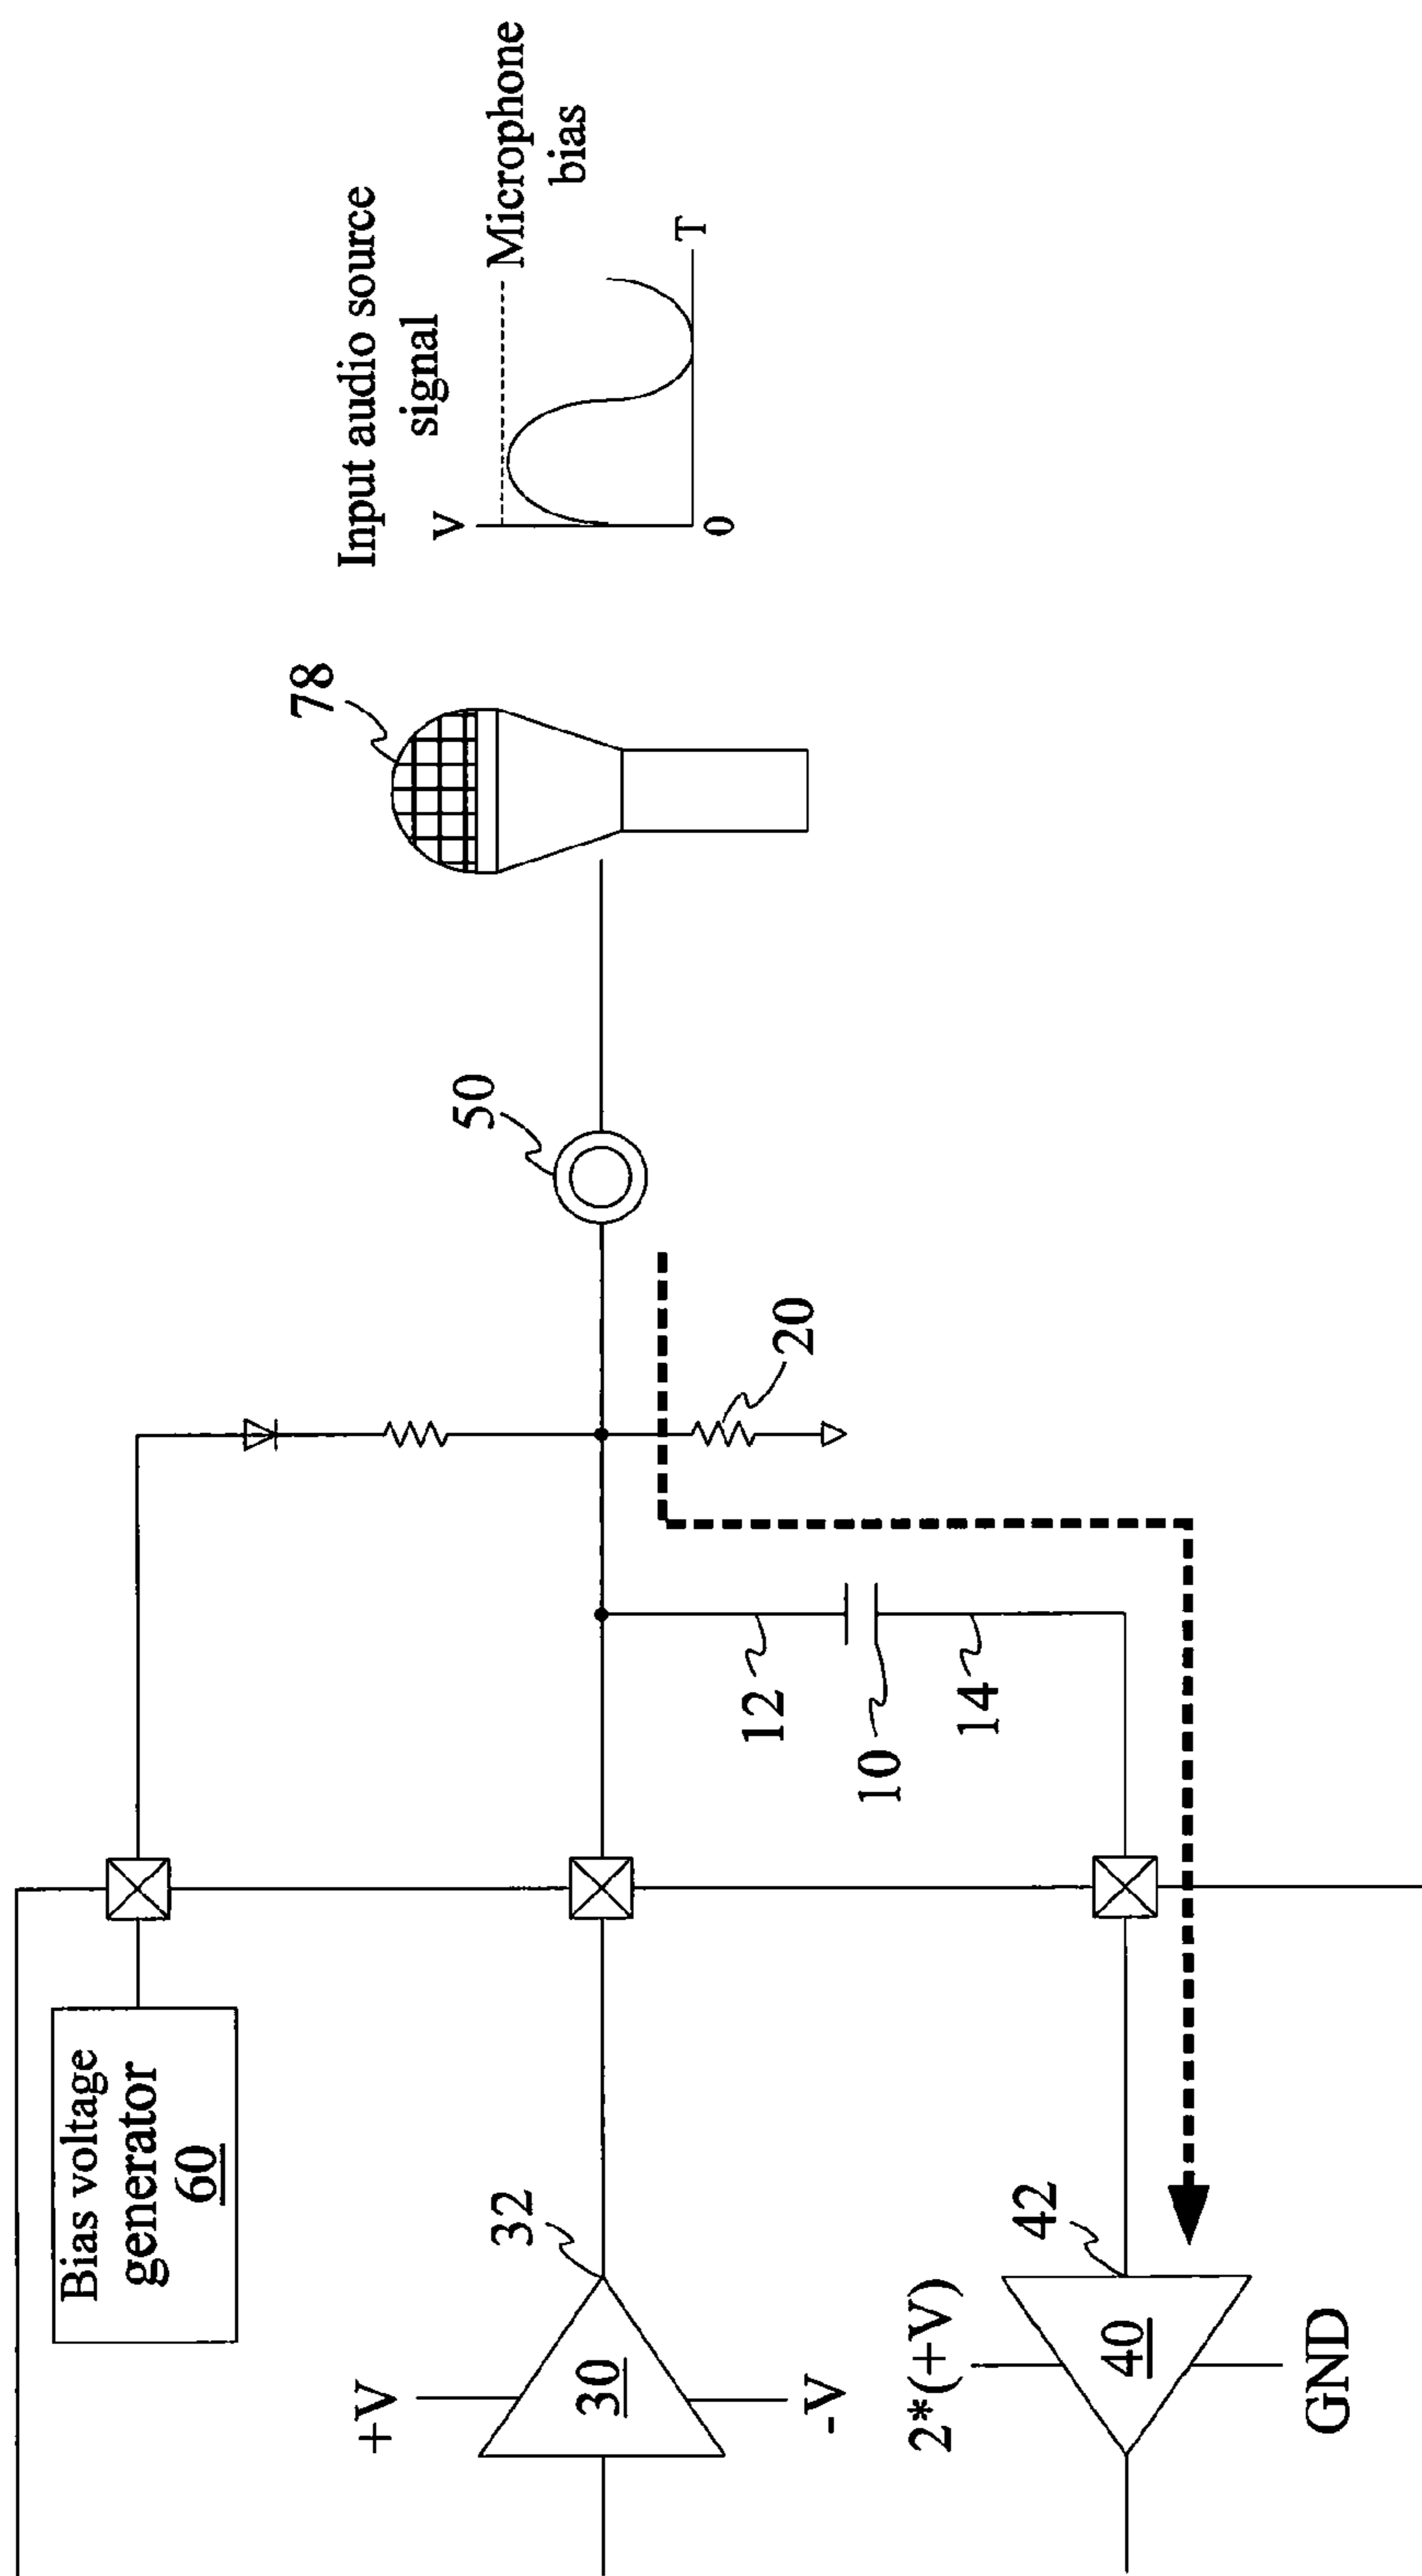 Bias voltage
generator
60
+V
30
-V
32
2*(+V)
40
GND
42
12
10
14
20
50
78
Input audio source
signal
V
Microphone
bias
T
0